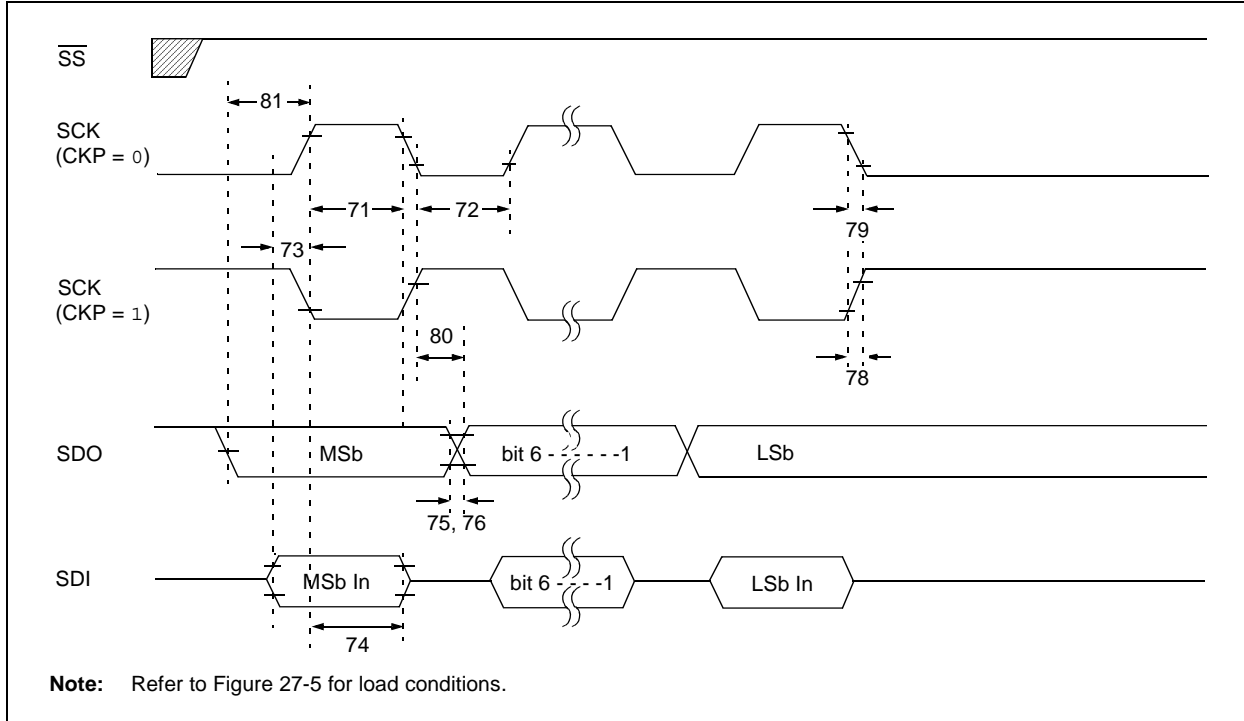 SS
81
SCK
(CKP = 0)
71
72
79
73
SCK
(CKP = 1)
80
78
SDO
MSb
bit 6 - - - - - -1
LSb
75, 76
SDI
MSb In
bit 6 - - - -1
LSb In
74
Note: Refer to Figure 27-5 for load conditions.